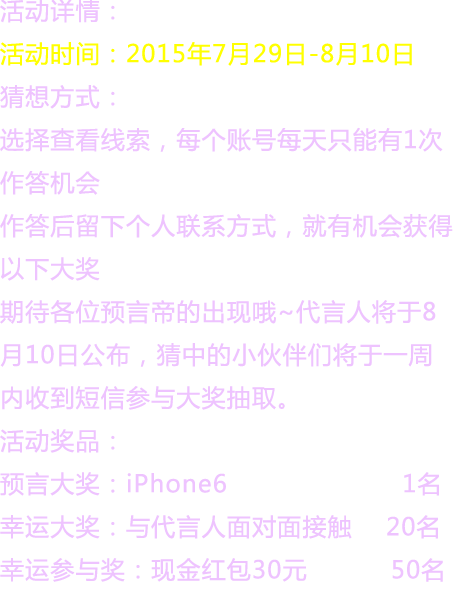 活动详情：
活动时间：2015年7月29日-8月10日
猜想方式：
选择查看线索，每个账号每天只能有1次
作答机会
作答后留下个人联系方式，就有机会获得
以下大奖
期待各位预言帝的出现哦~代言人将于8
月10日公布，猜中的小伙伴们将于一周
内收到短信参与大奖抽取。
活动奖品：
预言大奖：iPhone6 1名
幸运大奖：与代言人面对面接触 20名
幸运参与奖：现金红包30元 50名